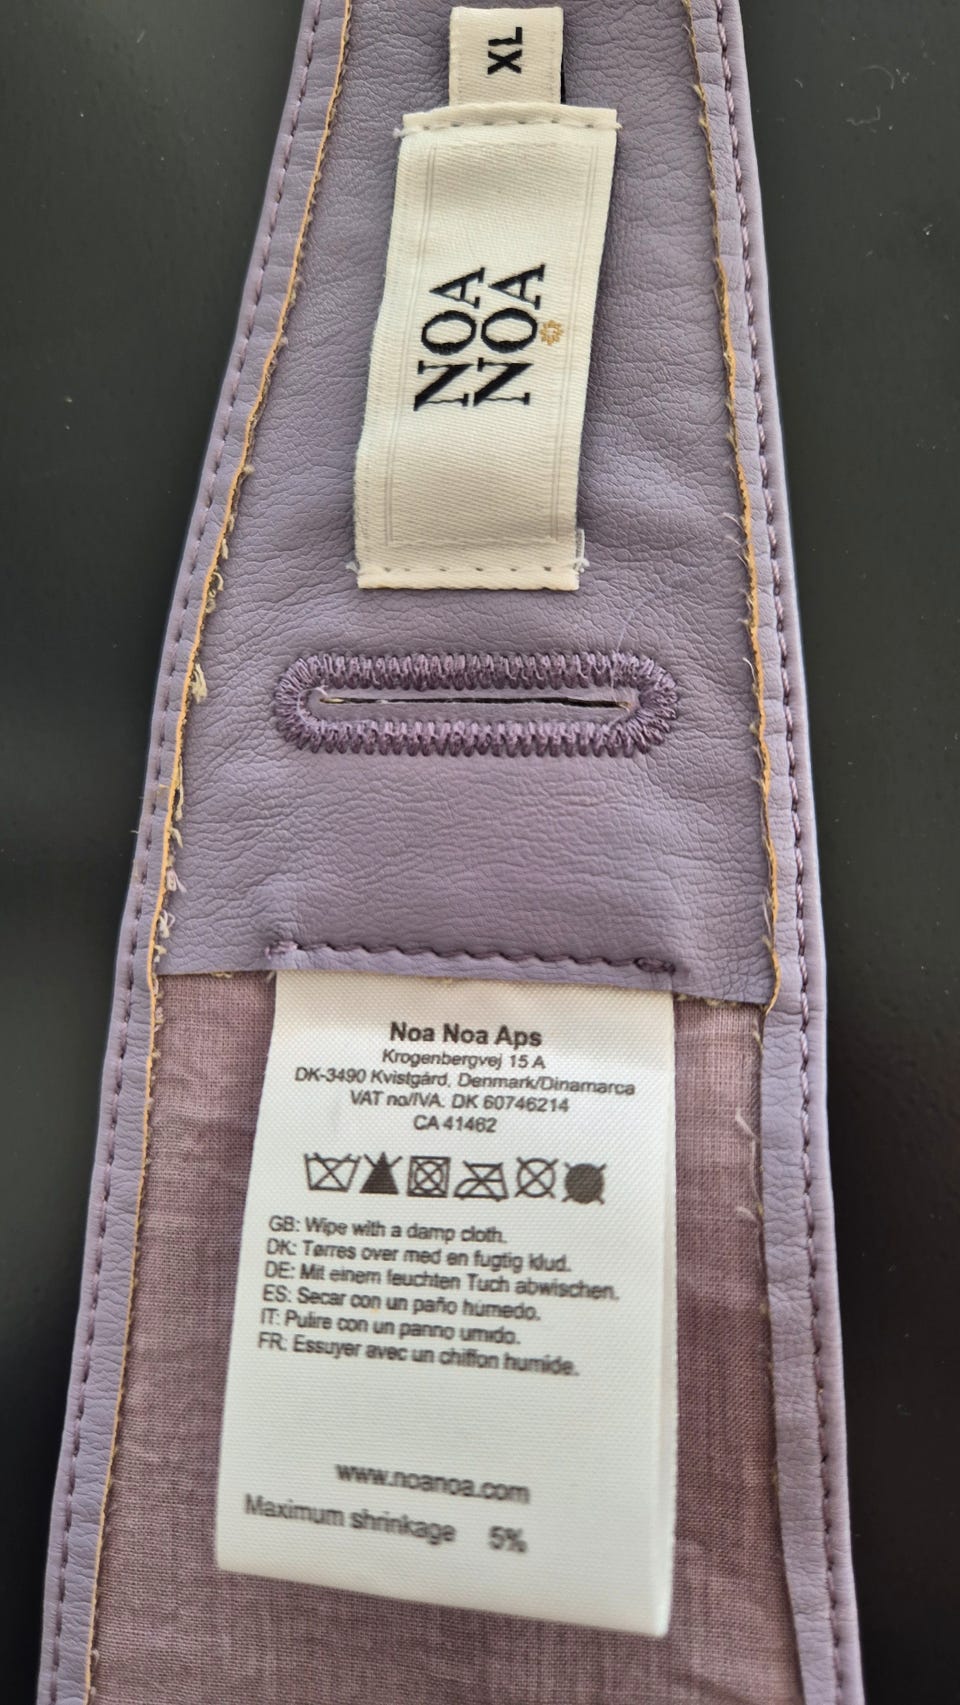 XL
NOA
NOA
Noa Noa Aps
Krogenbergvej 15 A
DK-3490 Kvistgård, Denmark/Dinamarca
VAT no/IVA. DK 60746214
CA 41462
GB: Wipe with a damp cloth.
DK: Tørres over med en fugtig klud.
DE: Mit einem feuchten Tuch abwischen.
ES: Secar con un paño húmedo.
IT: Pulire con un panno umido.
FR: Essuyer avec un chiffon humide.
www.noanoa.com
Maximum shrinkage 5%